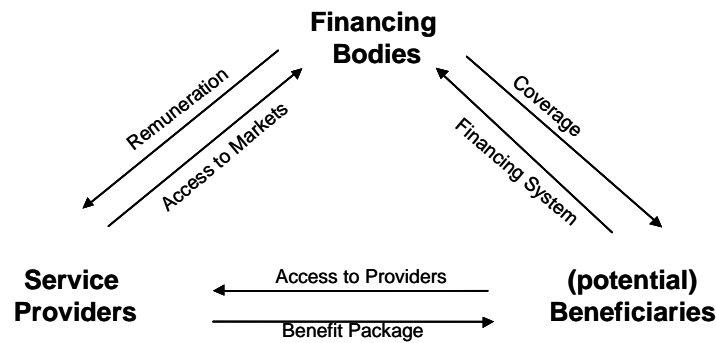 Financing
Bodies
Remuneration
Access to Markets
Coverage
Financing System
Service
Providers
Access to Providers
Benefit Package
(potential)
Beneficiaries